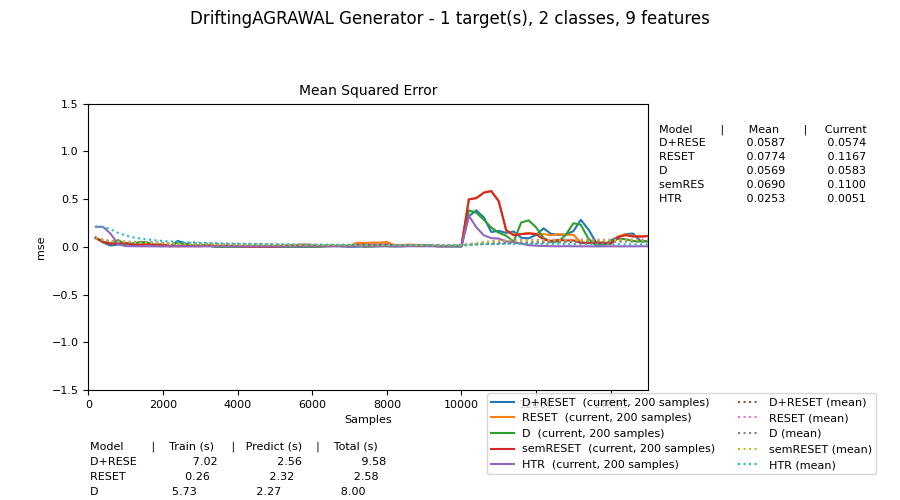 DriftingAGRAWAL Generator - 1 target(s), 2 classes, 9 features
Mean Squared Error
1.5
1.0
0.5
0.0
−0.5
−1.0
−1.5
mse
0 2000 4000 6000 8000 10000
Samples
Model | Mean | Current
D+RESE 0.0587 0.0574
RESET 0.0774 0.1167
D 0.0569 0.0583
semRES 0.0690 0.1100
HTR 0.0253 0.0051
D+RESET (current, 200 samples)
RESET (current, 200 samples)
D (current, 200 samples)
semRESET (current, 200 samples)
HTR (current, 200 samples)
D+RESET (mean)
RESET (mean)
D (mean)
semRESET (mean)
HTR (mean)
Model | Train (s) | Predict (s) | Total (s)
D+RESE 7.02 2.56 9.58
RESET 0.26 2.32 2.58
D 5.73 2.27 8.00